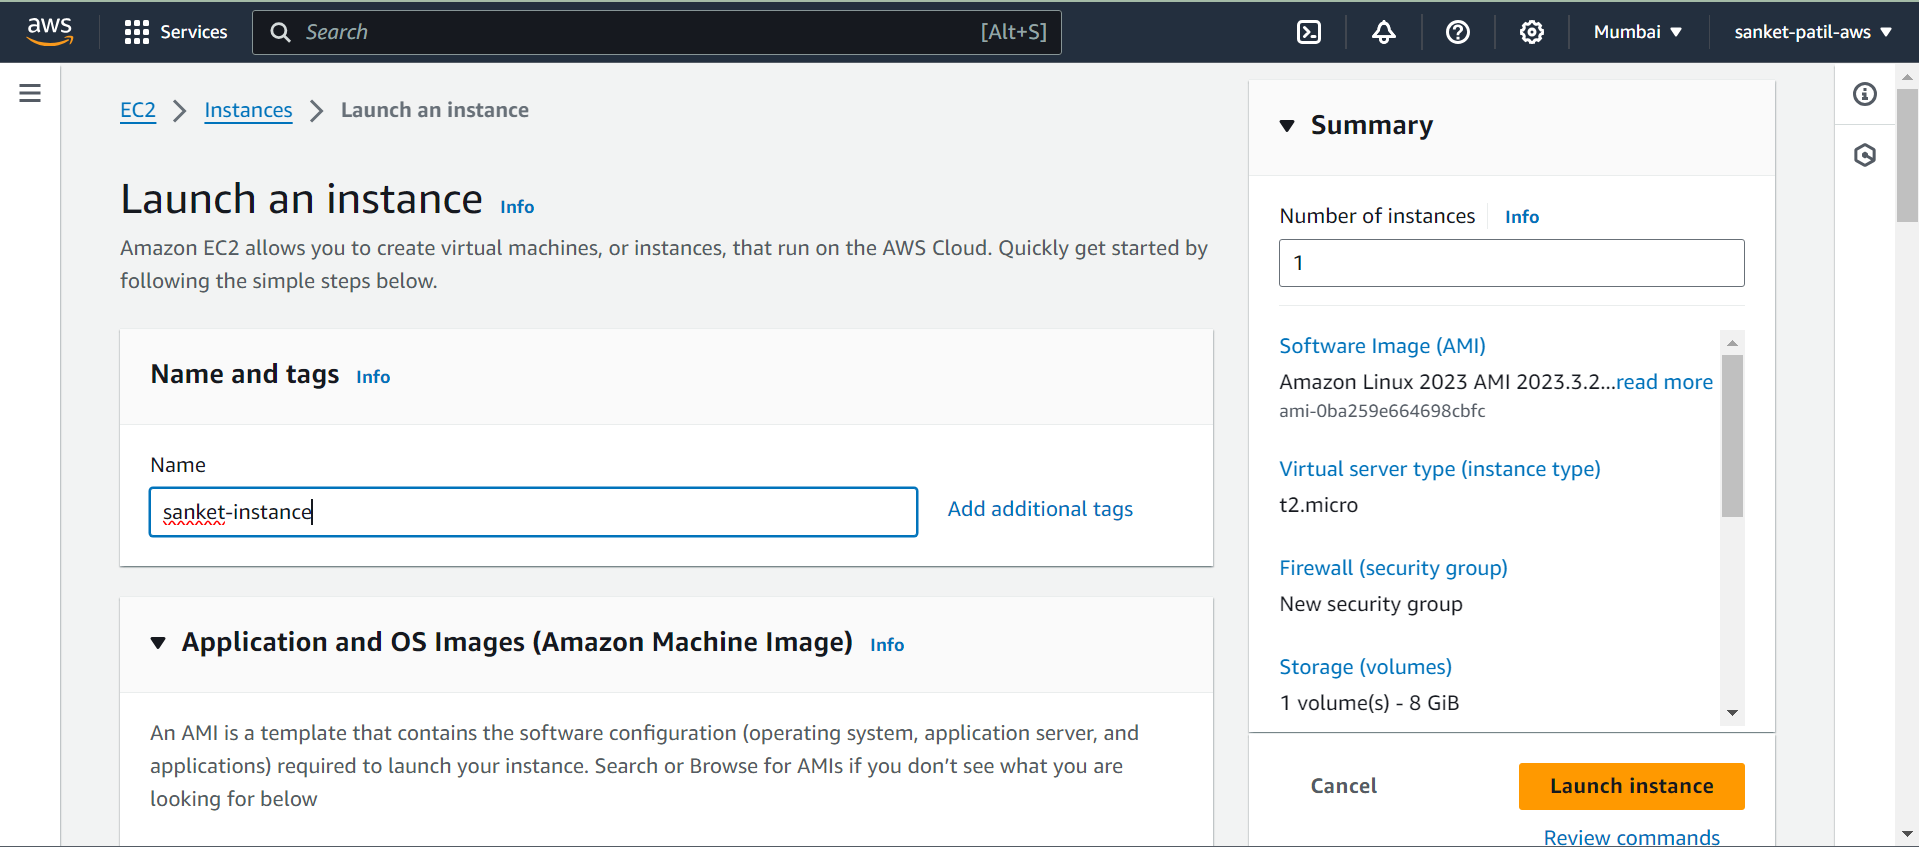 aws Services Search [Alt+S] Mumbai ▼ sanket-patil-aws ▼
EC2 > Instances > Launch an instance
Launch an instance Info
Amazon EC2 allows you to create virtual machines, or instances, that run on the AWS Cloud. Quickly get started by
following the simple steps below.
Name and tags Info
Name
sanket-instance
Add additional tags
▼ Application and OS Images (Amazon Machine Image) Info
An AMI is a template that contains the software configuration (operating system, application server, and
applications) required to launch your instance. Search or Browse for AMIs if you don’t see what you are
looking for below
▼ Summary
Number of instances Info
1
Software Image (AMI)
Amazon Linux 2023 AMI 2023.3.2...read more
ami-0ba259e664698cbfc
Virtual server type (instance type)
t2.micro
Firewall (security group)
New security group
Storage (volumes)
1 volume(s) - 8 GiB
Cancel
Launch instance
Review commands